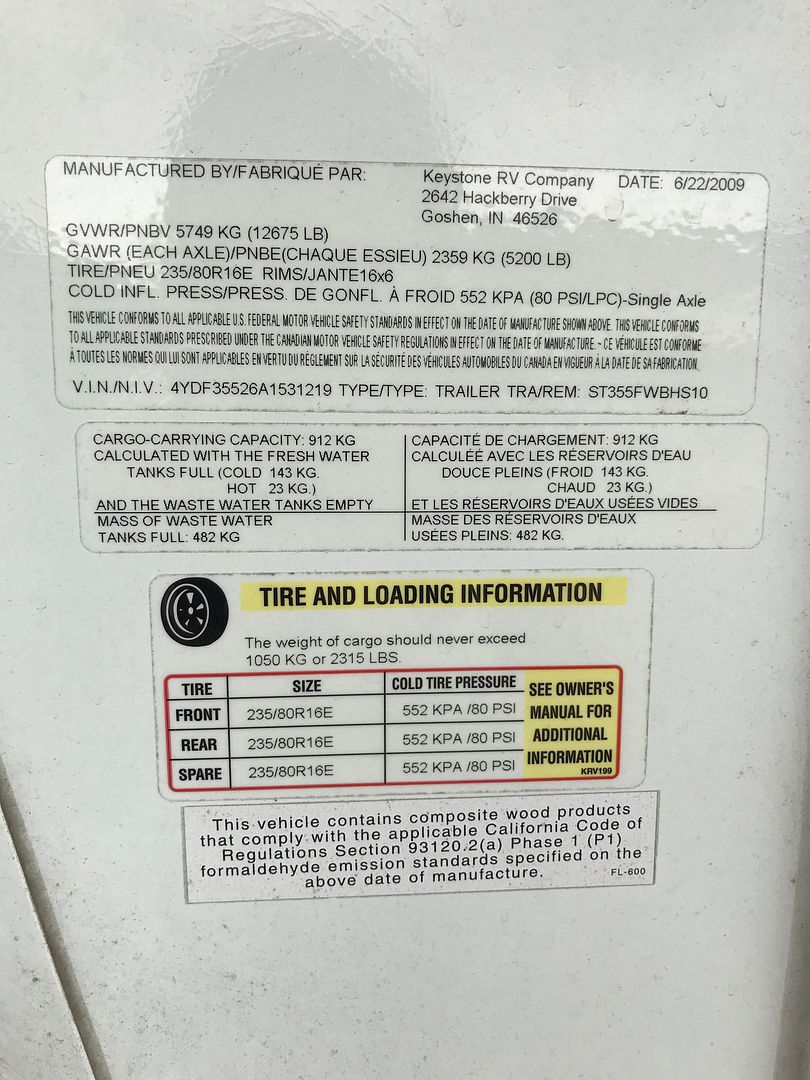 MANUFACTURED BY/FABRIQUÉ PAR: Keystone RV Company DATE: 6/22/2009
2642 Hackberry Drive
Goshen, IN 46526
GVWR/PNBV 5749 KG (12675 LB)
GAWR (EACH AXLE)/PNBE(CHAQUE ESSIEU) 2359 KG (5200 LB)
TIRE/PNEU 235/80R16E RIMS/JANTE16x6
COLD INFL. PRESS/PRESS. DE GONFL. À FROID 552 KPA (80 PSI/LPC)-Single Axle
THIS VEHICLE CONFORMS TO ALL APPLICABLE U.S. FEDERAL MOTOR VEHICLE SAFETY STANDARDS IN EFFECT ON THE DATE OF MANUFACTURE SHOWN ABOVE. THIS VEHICLE CONFORMS
TO ALL APPLICABLE STANDARDS PRESCRIBED UNDER THE CANADIAN MOTOR VEHICLE SAFETY REGULATIONS IN EFFECT ON THE DATE OF MANUFACTURE. - CE VÉHICULE EST CONFORME
À TOUTES LES NORMES QUI LUI SONT APPLICABLES EN VERTU DU RÈGLEMENT SUR LA SÉCURITÉ DES VÉHICULES AUTOMOBILES DU CANADA EN VIGUEUR À LA DATE DE SA FABRICATION.
V.I.N./N.I.V.: 4YDF35526A1531219 TYPE/TYPE: TRAILER TRA/REM: ST355FWBHS10
CARGO-CARRYING CAPACITY: 912 KG
CALCULATED WITH THE FRESH WATER
TANKS FULL (COLD 143 KG.
HOT 23 KG.)
AND THE WASTE WATER TANKS EMPTY
MASS OF WASTE WATER
TANKS FULL: 482 KG
CAPACITÉ DE CHARGEMENT: 912 KG
CALCULÉE AVEC LES RÉSERVOIRS D'EAU
DOUCE PLEINS (FROID 143 KG.
CHAUD 23 KG.)
ET LES RÉSERVOIRS D'EAUX USÉES VIDES
MASSE DES RÉSERVOIRS D'EAUX
USÉES PLEINS: 482 KG.
TIRE AND LOADING INFORMATION
The weight of cargo should never exceed
1050 KG or 2315 LBS.
TIRE SIZE COLD TIRE PRESSURE
FRONT 235/80R16E 552 KPA /80 PSI
REAR 235/80R16E 552 KPA /80 PSI
SPARE 235/80R16E 552 KPA /80 PSI
SEE OWNER'S
MANUAL FOR
ADDITIONAL
INFORMATION
KRV199
This vehicle contains composite wood products
that comply with the applicable California Code of
Regulations Section 93120.2(a) Phase 1 (P1)
formaldehyde emission standards specified on the
above date of manufacture. FL-600